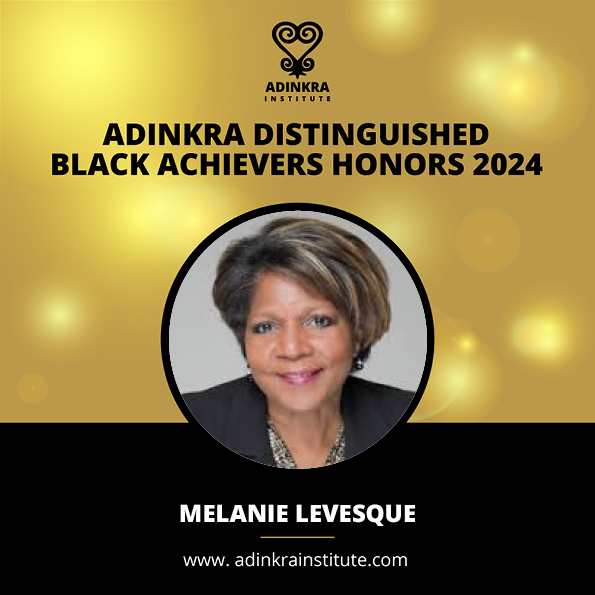 ADINKRA
INSTITUTE
ADINKRA DISTINGUISHED
BLACK ACHIEVERS HONORS 2024
MELANIE LEVESQUE
www. adinkrainstitute.com